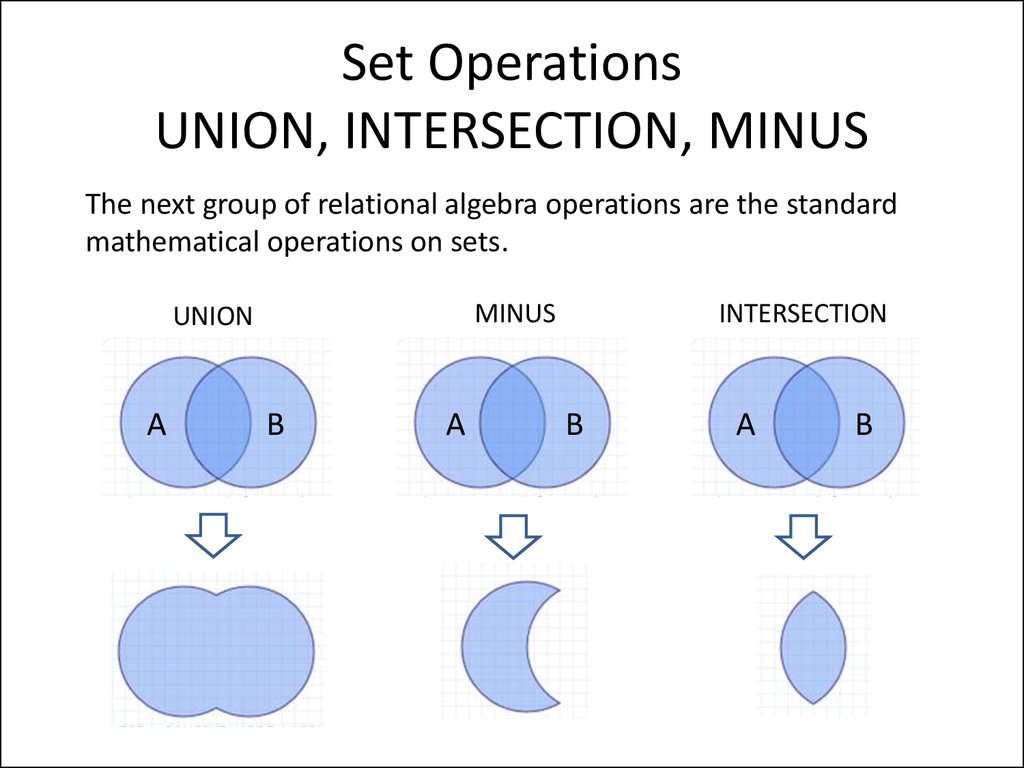 Set Operations
UNION, INTERSECTION, MINUS
The next group of relational algebra operations are the standard
mathematical operations on sets.
UNION
MINUS
INTERSECTION
A B
A B
A B